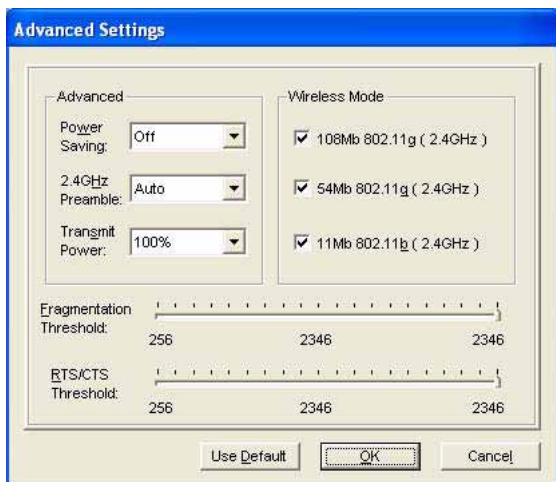 Advanced Settings
Advanced
Power
Saving:
Off
2.4GHz
Preamble:
Auto
Transmit
Power:
100%
Wireless Mode
108Mb 802.11g ( 2.4GHz )
54Mb 802.11g ( 2.4GHz )
11Mb 802.11b ( 2.4GHz )
Fragmentation
Threshold:
256 2346 2346
RTS/CTS
Threshold:
256 2346 2346
Use Default OK Cancel